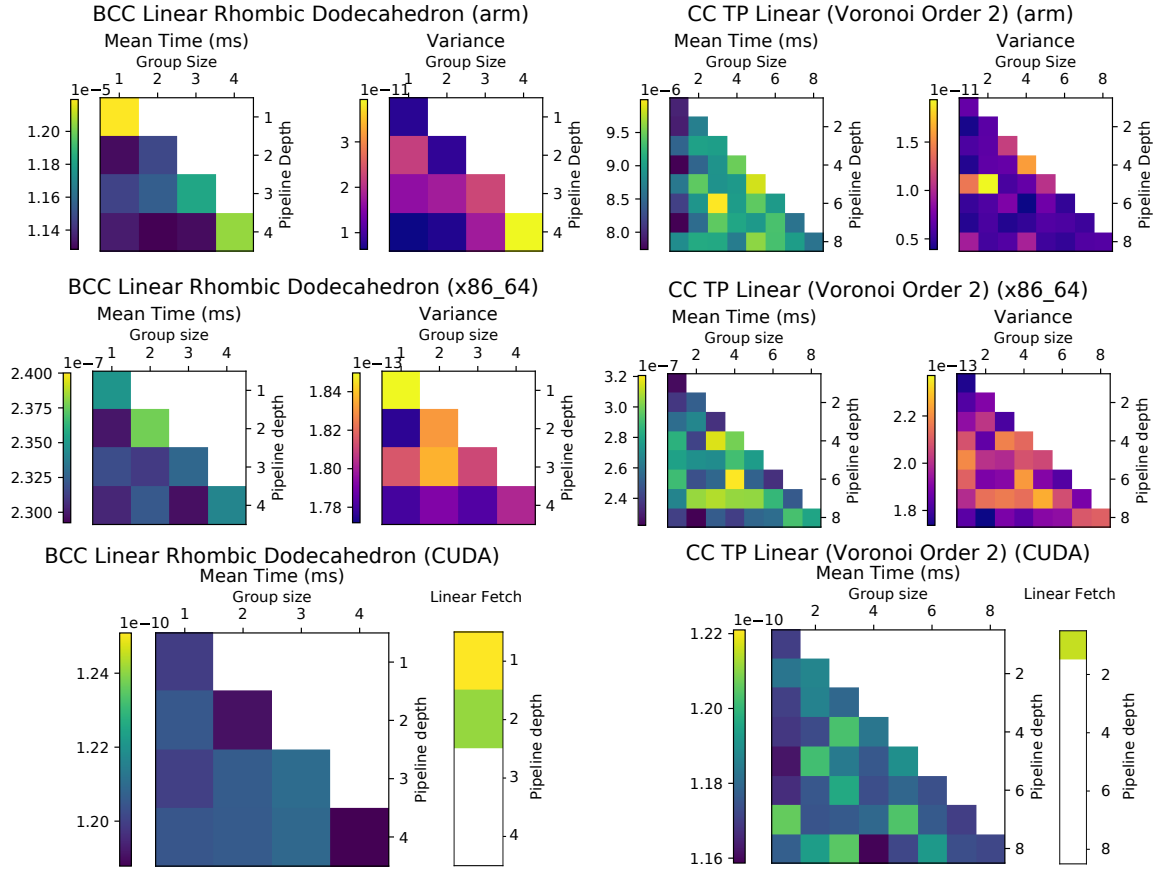 BCC Linear Rhombic Dodecahedron (arm)
Mean Time (ms)
Group Size
1 2 3 4
1e−5
1.20
1.18
1.16
1.14
1
2
3
4
Pipeline Depth
Variance
Group Size
1 2 3 4
1e−11
3
2
1
1
2
3
4
Pipeline Depth
CC TP Linear (Voronoi Order 2) (arm)
Mean Time (ms)
Group Size
2 4 6 8
1e−6
9.5
9.0
8.5
8.0
2
4
6
8
Pipeline Depth
Variance
Group Size
2 4 6 8
1e−11
1.5
1.0
0.5
2
4
6
8
Pipeline Depth
BCC Linear Rhombic Dodecahedron (x86_64)
Mean Time (ms)
Group size
1 2 3 4
1e−7
2.400
2.375
2.350
2.325
2.300
1
2
3
4
Pipeline depth
Variance
Group size
1 2 3 4
1e−13
1.84
1.82
1.80
1.78
1
2
3
4
Pipeline depth
CC TP Linear (Voronoi Order 2) (x86_64)
Mean Time (ms)
Group size
2 4 6 8
1e−7
3.2
3.0
2.8
2.6
2.4
2
4
6
8
Pipeline depth
Variance
Group size
2 4 6 8
1e−13
2.2
2.0
1.8
2
4
6
8
Pipeline depth
BCC Linear Rhombic Dodecahedron (CUDA)
Mean Time (ms)
Group size
1 2 3 4
1e−10
1.24
1.22
1.20
1
2
3
4
Pipeline depth
Linear Fetch
1
2
3
4
Pipeline depth
CC TP Linear (Voronoi Order 2) (CUDA)
Mean Time (ms)
Group size
2 4 6 8
1e−10
1.22
1.20
1.18
1.16
2
4
6
8
Pipeline depth
Linear Fetch
2
4
6
8
Pipeline depth